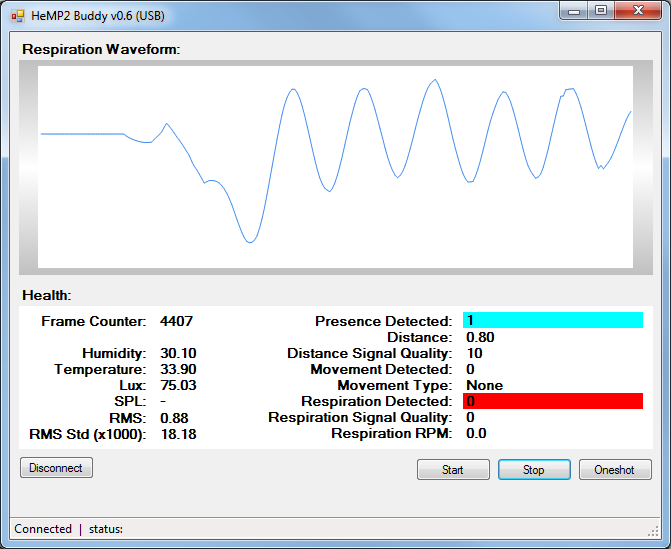 HeMP2 Buddy v0.6 (USB)
Respiration Waveform:
Health:
Frame Counter: 4407
Humidity: 30.10
Temperature: 33.90
Lux: 75.03
SPL: -
RMS: 0.88
RMS Std (x1000): 18.18
Presence Detected: 1
Distance: 0.80
Distance Signal Quality: 10
Movement Detected: 0
Movement Type: None
Respiration Detected: 0
Respiration Signal Quality: 0
Respiration RPM: 0.0
Disconnect
Start
Stop
Oneshot
Connected | status: